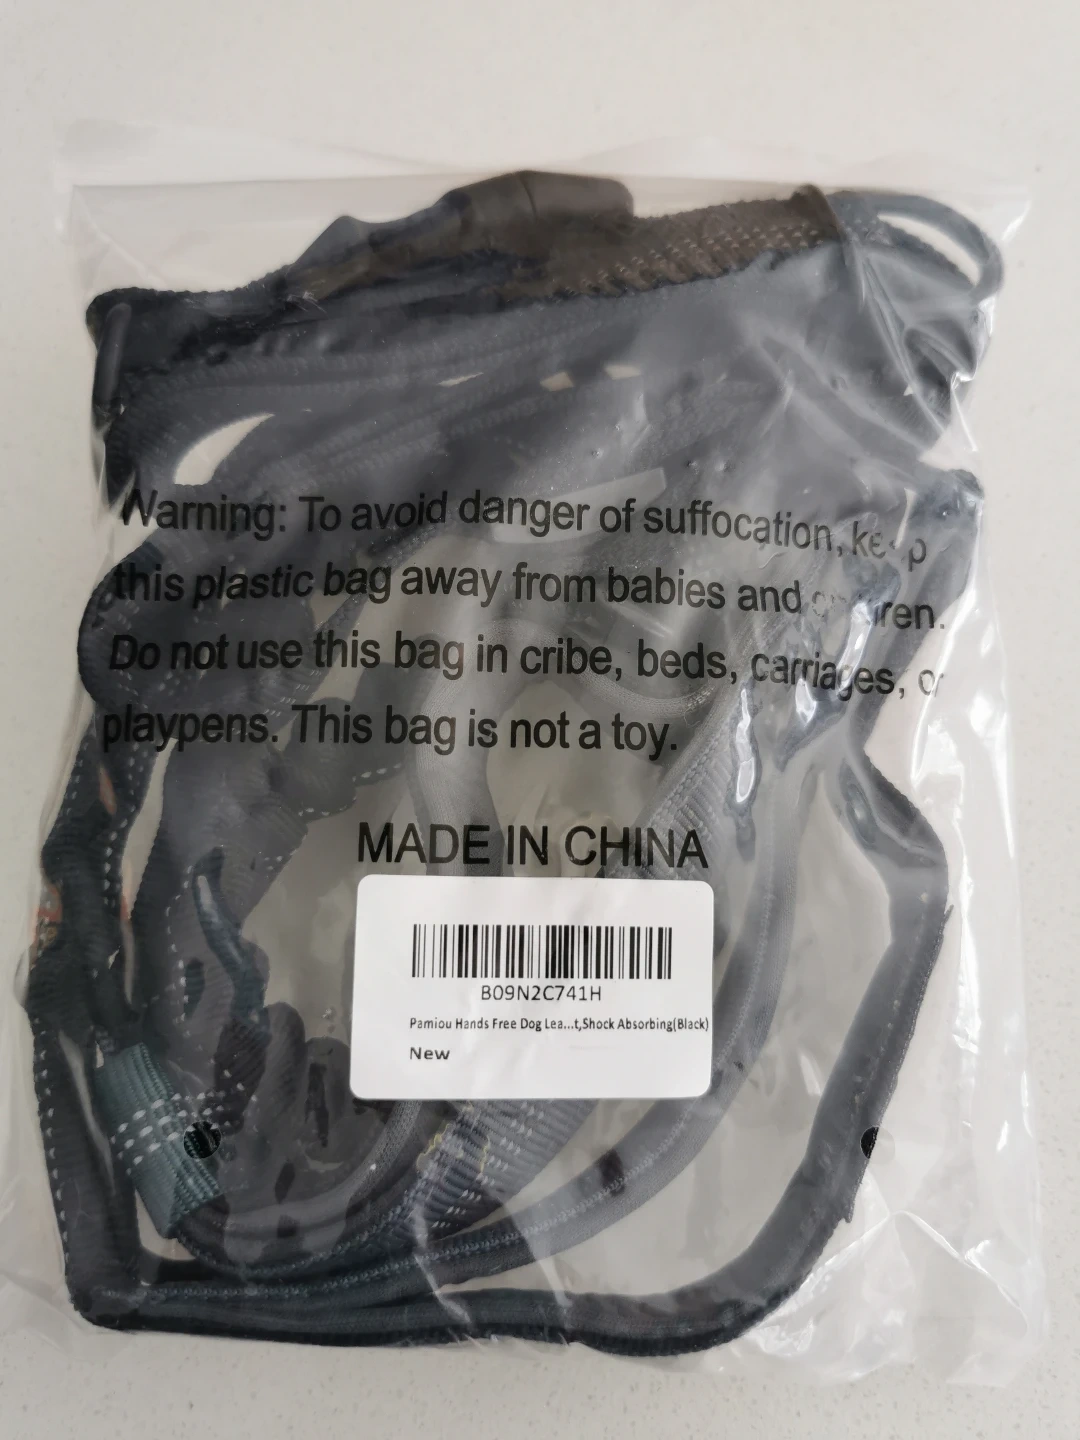 Warning: To avoid danger of suffocation, keep
this plastic bag away from babies and children.
Do not use this bag in cribe, beds, carriages, or
playpens. This bag is not a toy.
MADE IN CHINA
B09N2C741H
Pamiou Hands Free Dog Lea...t,Shock Absorbing(Black)
New